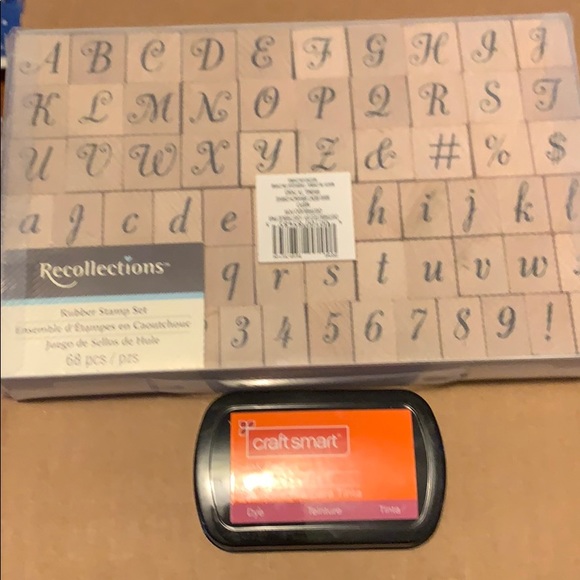 A B C D E F G H I J
K L M N O P Q R S T
U V W X Y Z & # % $
a g c d e h i j k l
q r s t u v w
3 4 5 6 7 8 9 !
Recollections™
Rubber Stamp Set
Ensemble d'Étampes en Caoutchouc
Juego de Sellos de Hule
68 pcs / pzs
craft smart
Dye Teinture Tinta